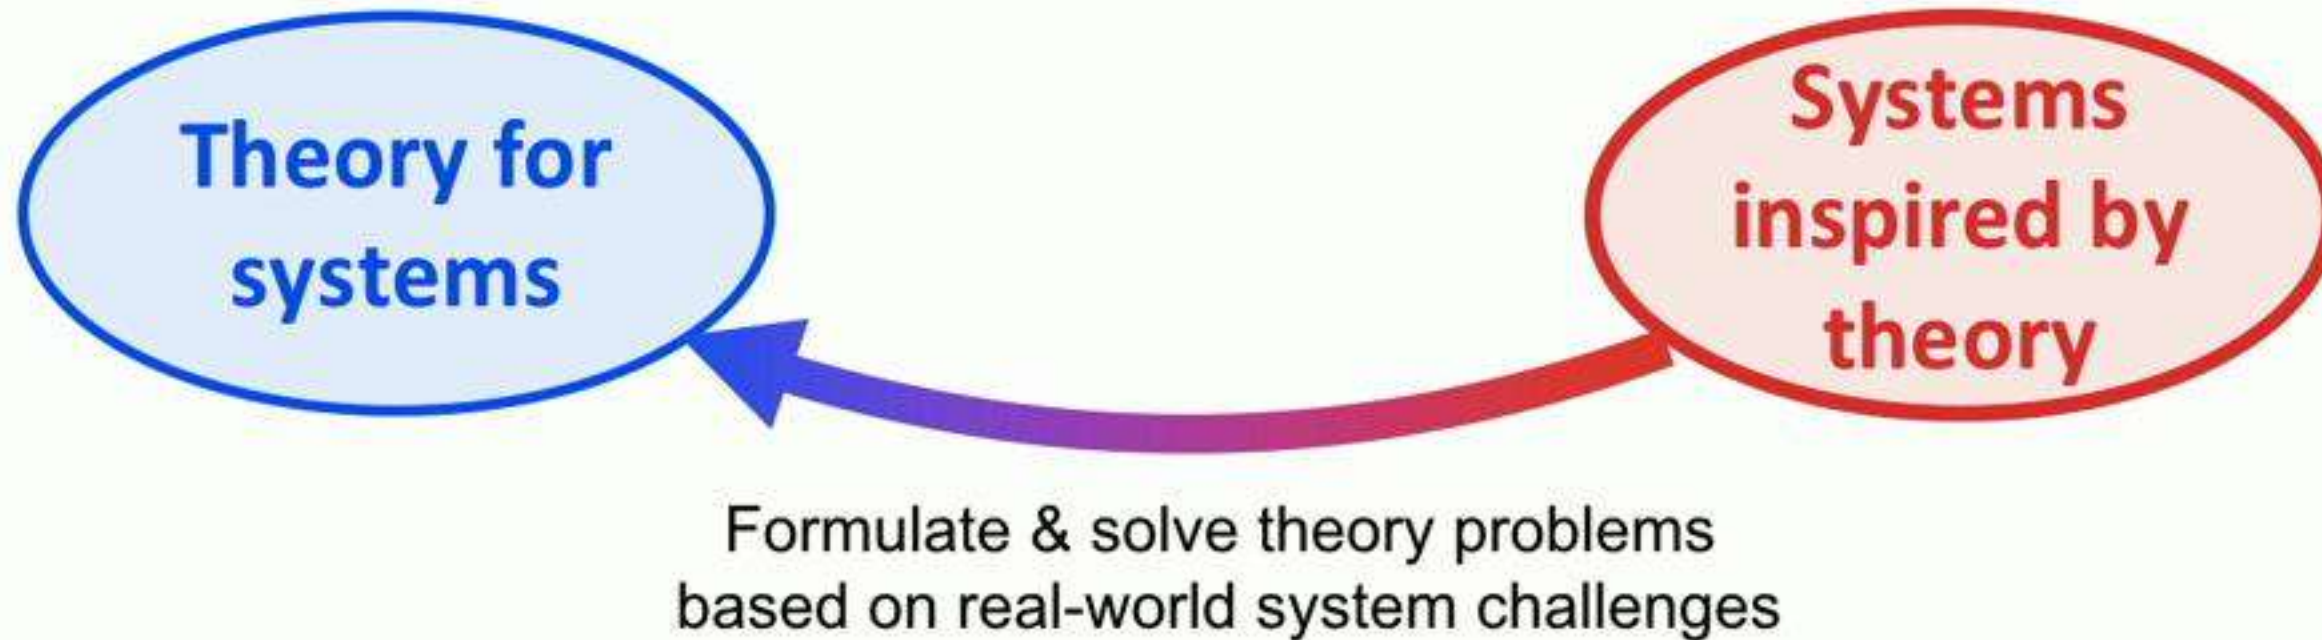 Theory for
systems
Systems
inspired by
theory
Formulate & solve theory problems
based on real-world system challenges